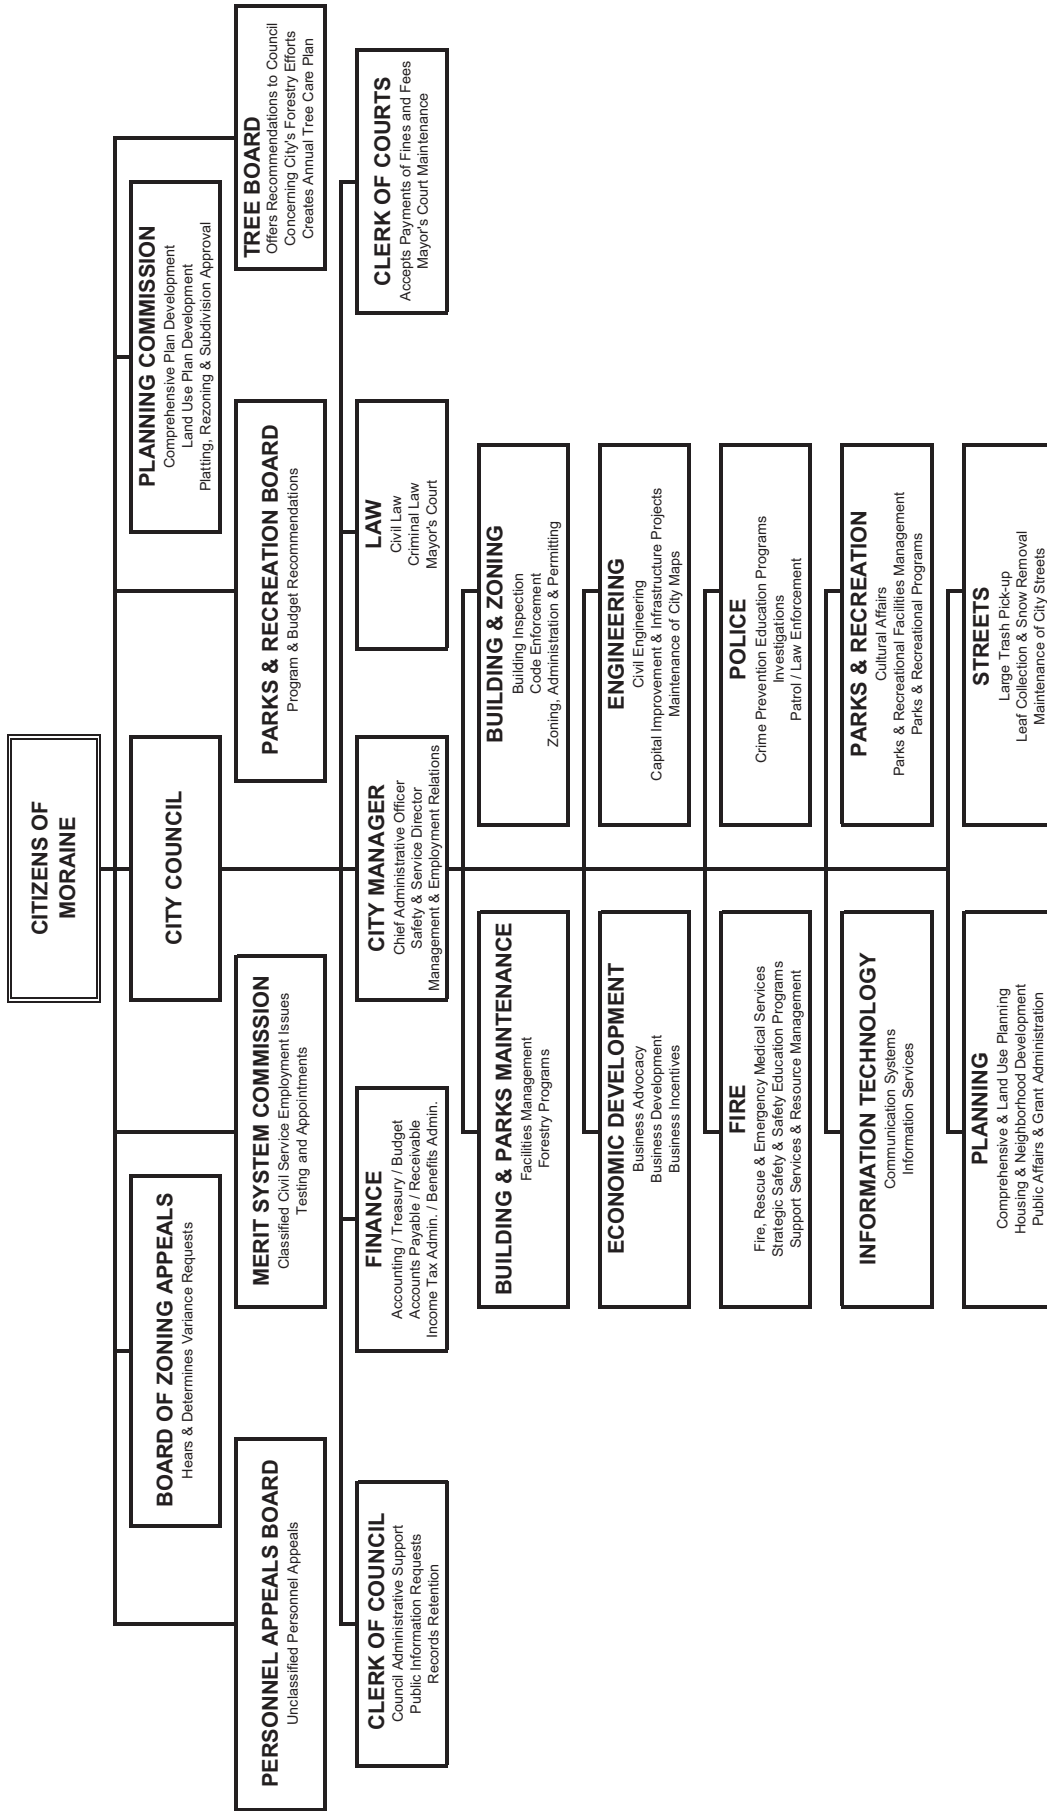 CITIZENS OF
MORAINE
BOARD OF ZONING APPEALS
Hears & Determines Variance Requests
CITY COUNCIL
PLANNING COMMISSION
Comprehensive Plan Development
Land Use Plan Development
Platting, Rezoning & Subdivision Approval
PERSONNEL APPEALS BOARD
Unclassified Personnel Appeals
MERIT SYSTEM COMMISSION
Classified Civil Service Employment Issues
Testing and Appointments
PARKS & RECREATION BOARD
Program & Budget Recommendations
TREE BOARD
Offers Recommendations to Council
Concerning City's Forestry Efforts
Creates Annual Tree Care Plan
CLERK OF COUNCIL
Council Administrative Support
Public Information Requests
Records Retention
FINANCE
Accounting / Treasury / Budget
Accounts Payable / Receivable
Income Tax Admin. / Benefits Admin.
CITY MANAGER
Chief Administrative Officer
Safety & Service Director
Management & Employment Relations
LAW
Civil Law
Criminal Law
Mayor's Court
CLERK OF COURTS
Accepts Payments of Fines and Fees
Mayor's Court Maintenance
BUILDING & PARKS MAINTENANCE
Facilities Management
Forestry Programs
BUILDING & ZONING
Building Inspection
Code Enforcement
Zoning, Administration & Permitting
ECONOMIC DEVELOPMENT
Business Advocacy
Business Development
Business Incentives
ENGINEERING
Civil Engineering
Capital Improvement & Infrastructure Projects
Maintenance of City Maps
FIRE
Fire, Rescue & Emergency Medical Services
Strategic Safety & Safety Education Programs
Support Services & Resource Management
POLICE
Crime Prevention Education Programs
Investigations
Patrol / Law Enforcement
INFORMATION TECHNOLOGY
Communication Systems
Information Services
PARKS & RECREATION
Cultural Affairs
Parks & Recreational Facilities Management
Parks & Recreational Programs
PLANNING
Comprehensive & Land Use Planning
Housing & Neighborhood Development
Public Affairs & Grant Administration
STREETS
Large Trash Pick-up
Leaf Collection & Snow Removal
Maintenance of City Streets